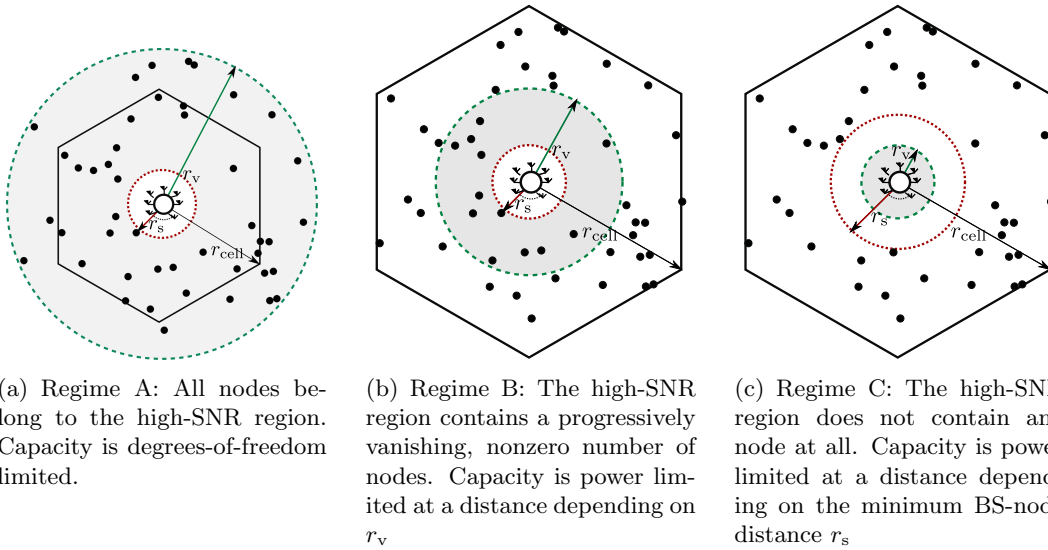 r_v
r_s
r_cell
r_v
r_s
r_cell
r_v
r_s
r_cell
(a) Regime A: All nodes be-
long to the high-SNR region.
Capacity is degrees-of-freedom
limited.
(b) Regime B: The high-SNR
region contains a progressively
vanishing, nonzero number of
nodes. Capacity is power lim-
ited at a distance depending on
r_v
(c) Regime C: The high-SN
region does not contain an
node at all. Capacity is powe
limited at a distance depend
ing on the minimum BS-nod
distance r_s